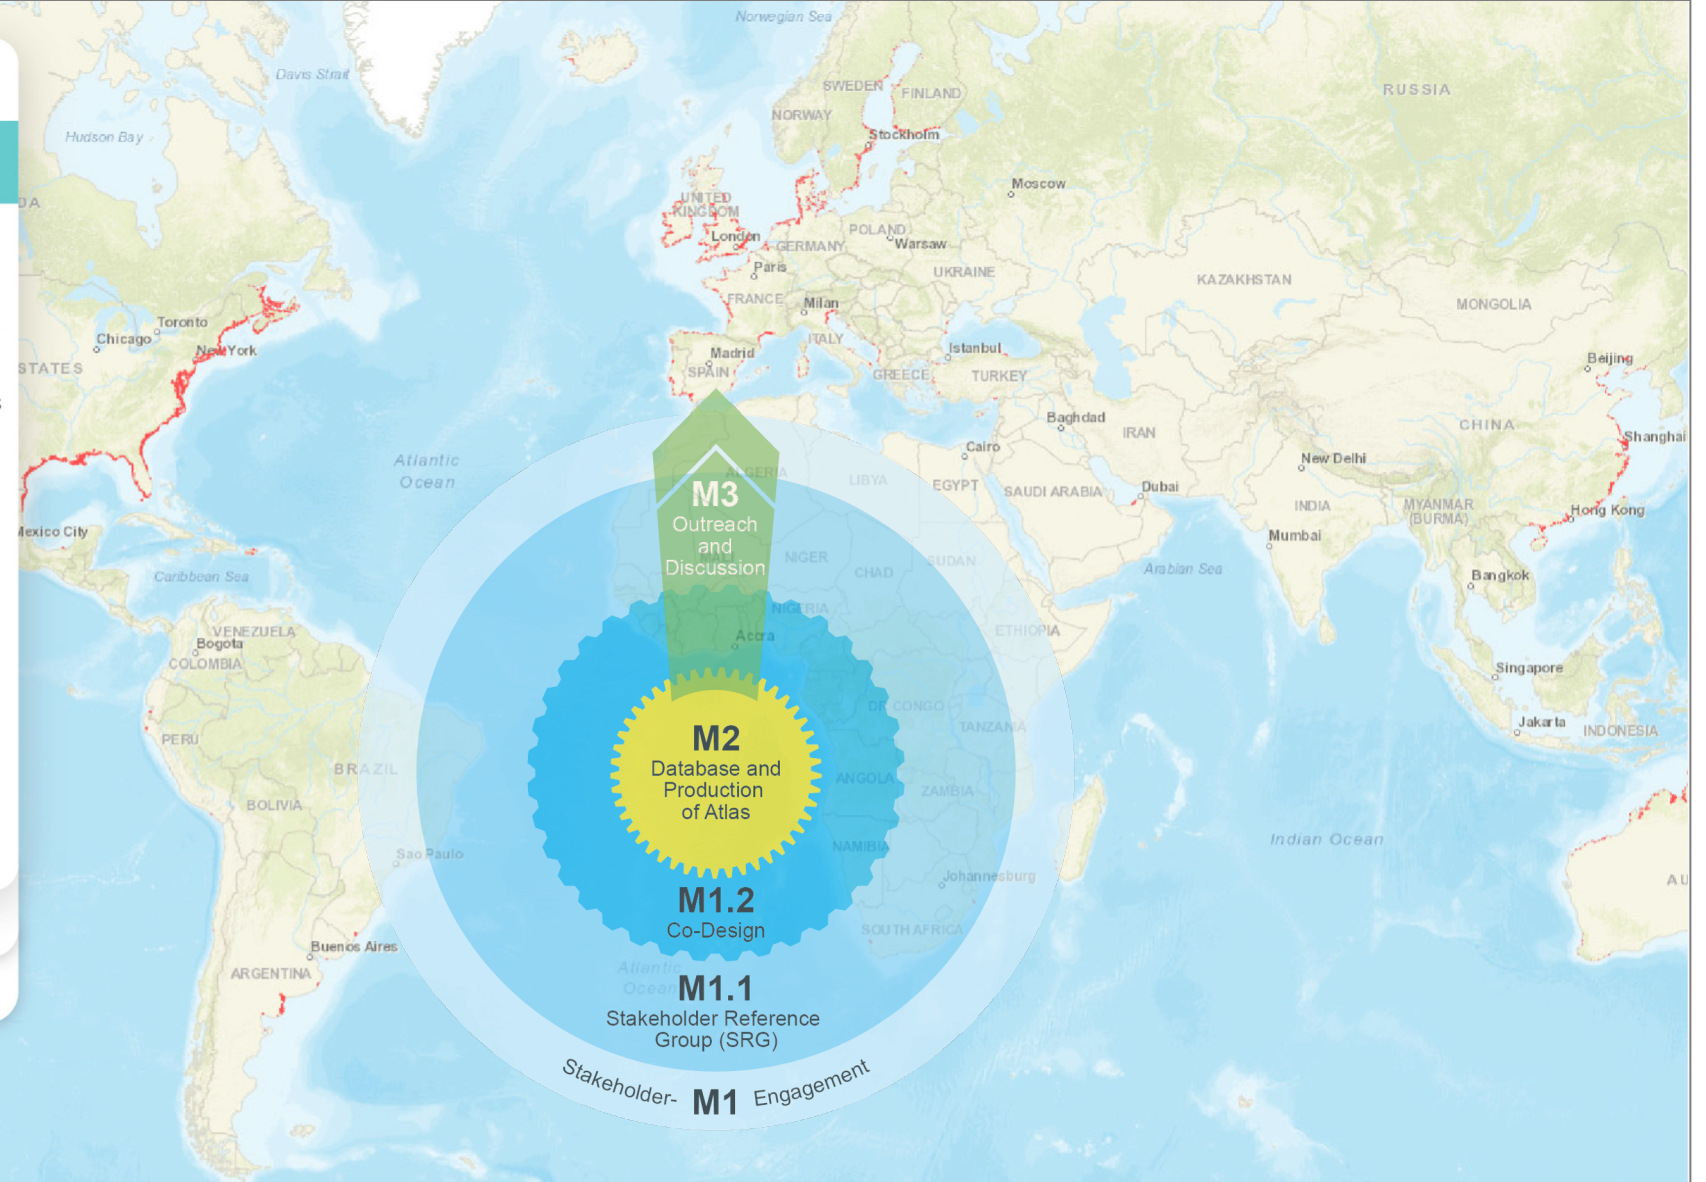 Norwegian Sea
Davis Strait
Hudson Bay
SWEDEN
FINLAND
NORWAY
RUSSIA
Stockholm
Moscow
DA
UNITED
KINGDOM
London
POLAND
Warsaw
GERMANY
Paris
UKRAINE
KAZAKHSTAN
MONGOLIA
FRANCE
Milan
Toronto
Chicago
New York
ITALY
Istanbul
Madrid
SPAIN
GREECE
TURKEY
Beijing
STATES
Baghdad
IRAN
CHINA
Shanghai
Cairo
New Delhi
Atlantic
Ocean
ALGERIA
LIBYA
EGYPT
SAUDI ARABIA
Dubai
INDIA
MYANMAR
(BURMA)
Hong Kong
Mexico City
Mumbai
M3
Outreach
and
Discussion
MALI
NIGER
CHAD
SUDAN
Arabian Sea
Bangkok
Caribbean Sea
NIGERIA
VENEZUELA
Bogota
COLOMBIA
Accra
ETHIOPIA
Singapore
DR CONGO
TANZANIA
Jakarta
INDONESIA
PERU
BRAZIL
M2
Database and
Production
of Atlas
ANGOLA
ZAMBIA
BOLIVIA
NAMIBIA
Sao Paulo
Johannesburg
Indian Ocean
AU
M1.2
Co-Design
SOUTH AFRICA
Buenos Aires
ARGENTINA
Atlantic
Ocean
M1.1
Stakeholder Reference
Group (SRG)
Stakeholder- M1 Engagement